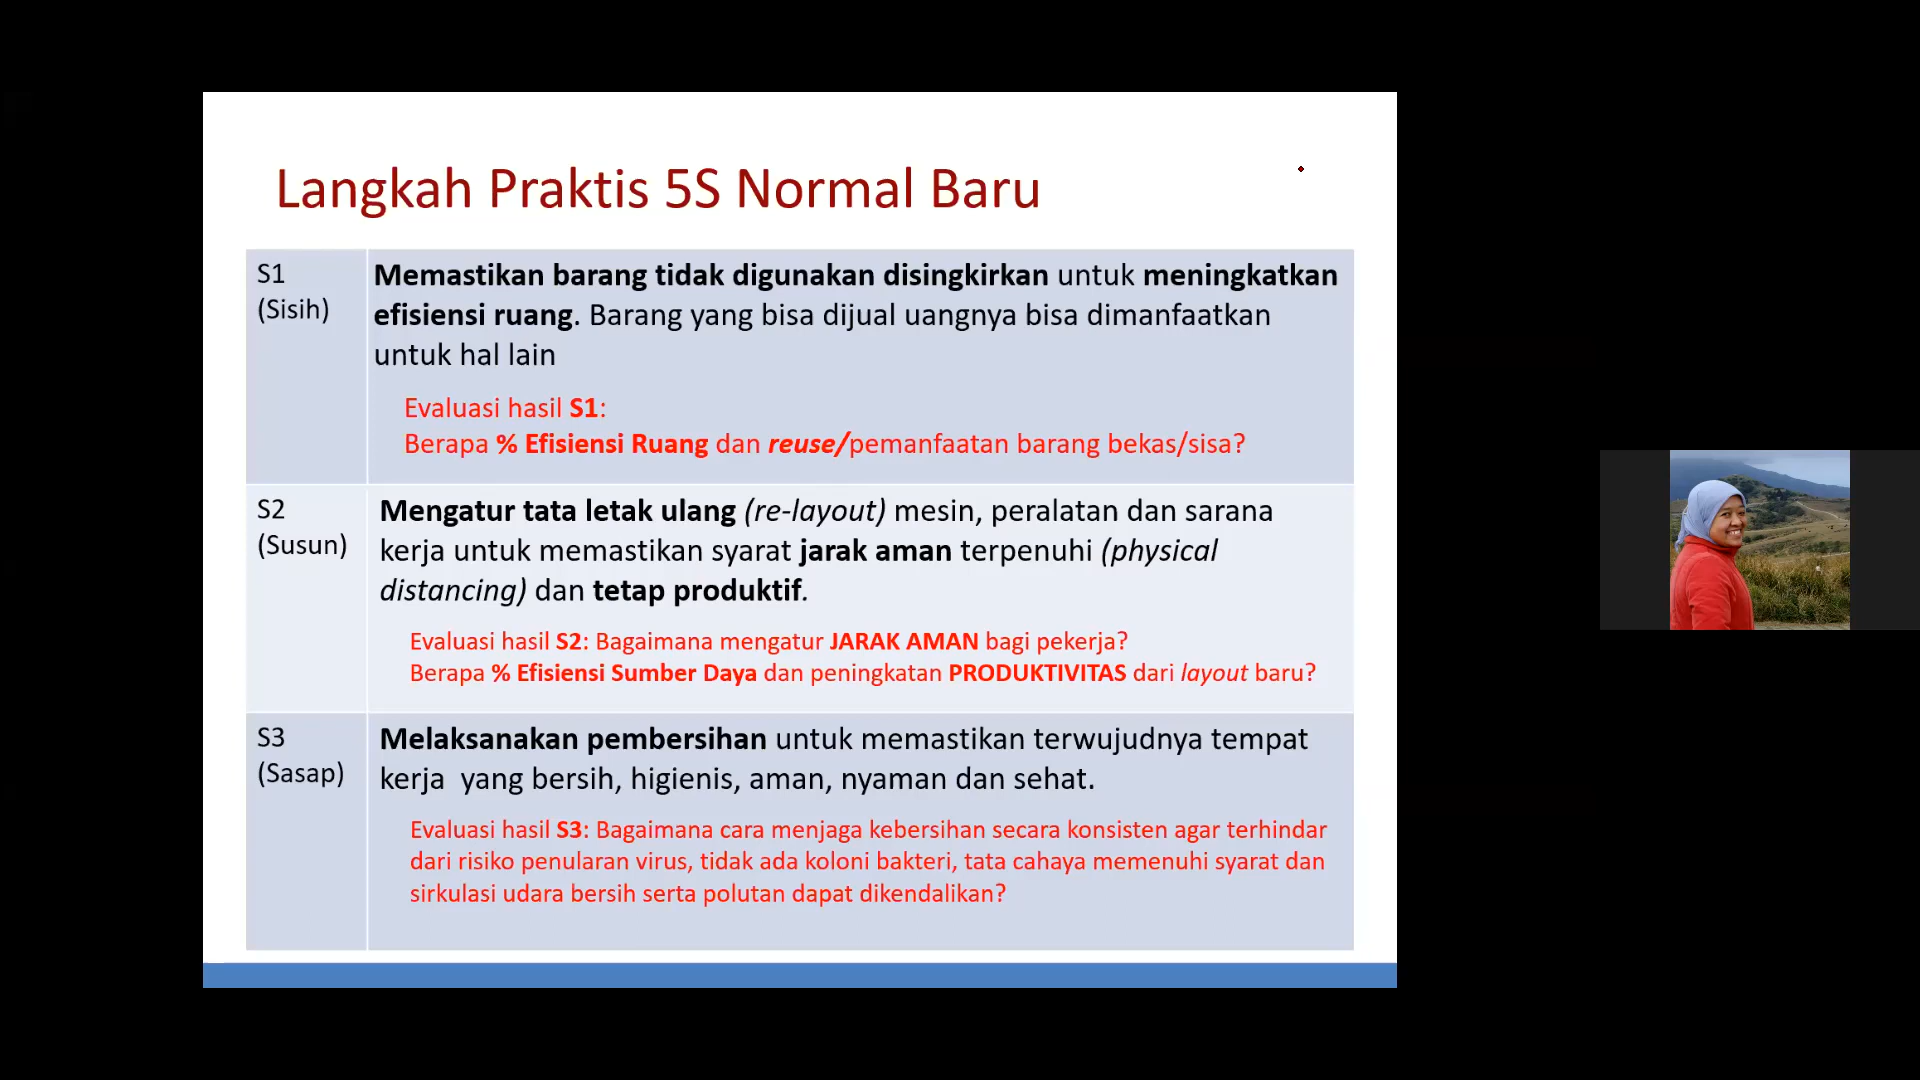 Langkah Praktis 5S Normal Baru
S1
(Sisih)
Memastikan barang tidak digunakan disingkirkan untuk meningkatkan
efisiensi ruang. Barang yang bisa dijual uangnya bisa dimanfaatkan
untuk hal lain
Evaluasi hasil S1:
Berapa % Efisiensi Ruang dan reuse/pemanfaatan barang bekas/sisa?
S2
(Susun)
Mengatur tata letak ulang (re-layout) mesin, peralatan dan sarana
kerja untuk memastikan syarat jarak aman terpenuhi (physical
distancing) dan tetap produktif.
Evaluasi hasil S2: Bagaimana mengatur JARAK AMAN bagi pekerja?
Berapa % Efisiensi Sumber Daya dan peningkatan PRODUKTIVITAS dari layout baru?
S3
(Sasap)
Melaksanakan pembersihan untuk memastikan terwujudnya tempat
kerja yang bersih, higienis, aman, nyaman dan sehat.
Evaluasi hasil S3: Bagaimana cara menjaga kebersihan secara konsisten agar terhindar
dari risiko penularan virus, tidak ada koloni bakteri, tata cahaya memenuhi syarat dan
sirkulasi udara bersih serta polutan dapat dikendalikan?